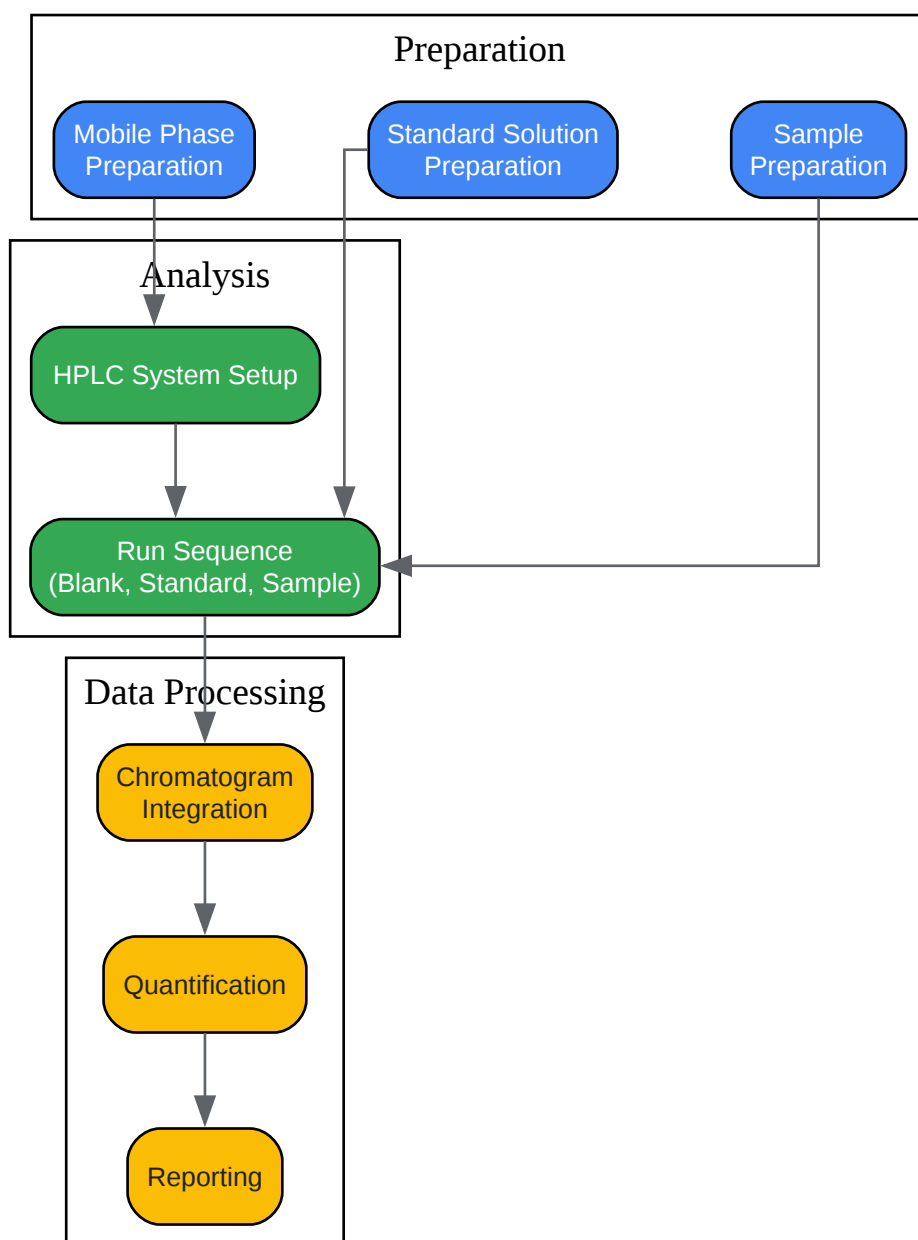 Preparation
Mobile Phase
Preparation
Standard Solution
Preparation
Sample
Preparation
Analysis
HPLC System Setup
Run Sequence
(Blank, Standard, Sample)
Data Processing
Chromatogram
Integration
Quantification
Reporting